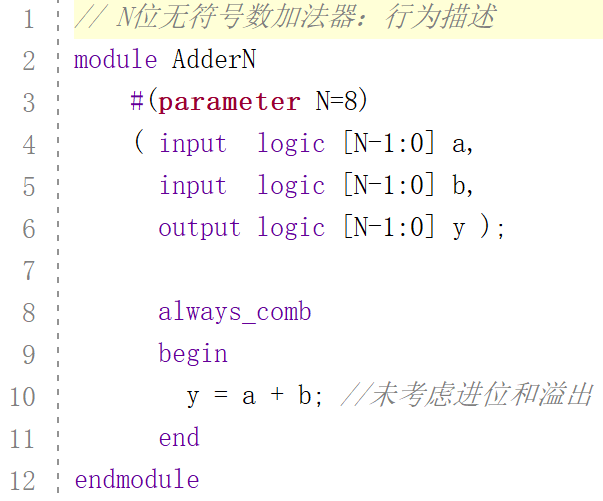 1 // N位无符号数加法器：行为描述
2 module AdderN
3 #(parameter N=8)
4 ( input logic [N-1:0] a,
5 input logic [N-1:0] b,
6 output logic [N-1:0] y );
7
8 always_comb
9 begin
10 y = a + b; //未考虑进位和溢出
11 end
12 endmodule